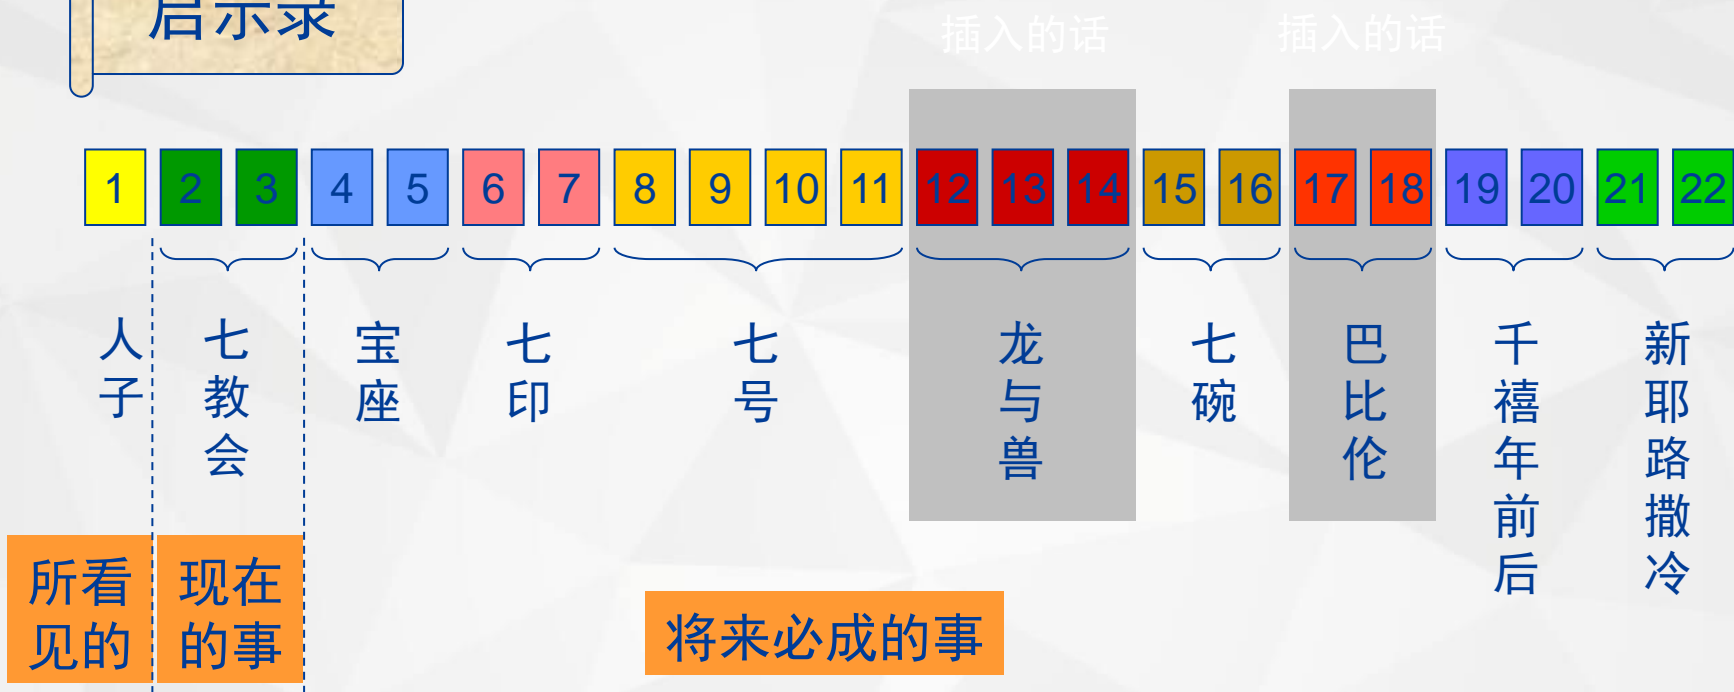 启示录
插入的话
插入的话
1 2 3 4 5 6 7 8 9 10 11 12 13 14 15 16 17 18 19 20 21 22
人子
七教会
宝座
七印
七号
龙与兽
七碗
巴比伦
千禧年前后
新耶路撒冷
所看
见的
现在
的事
将来必成的事